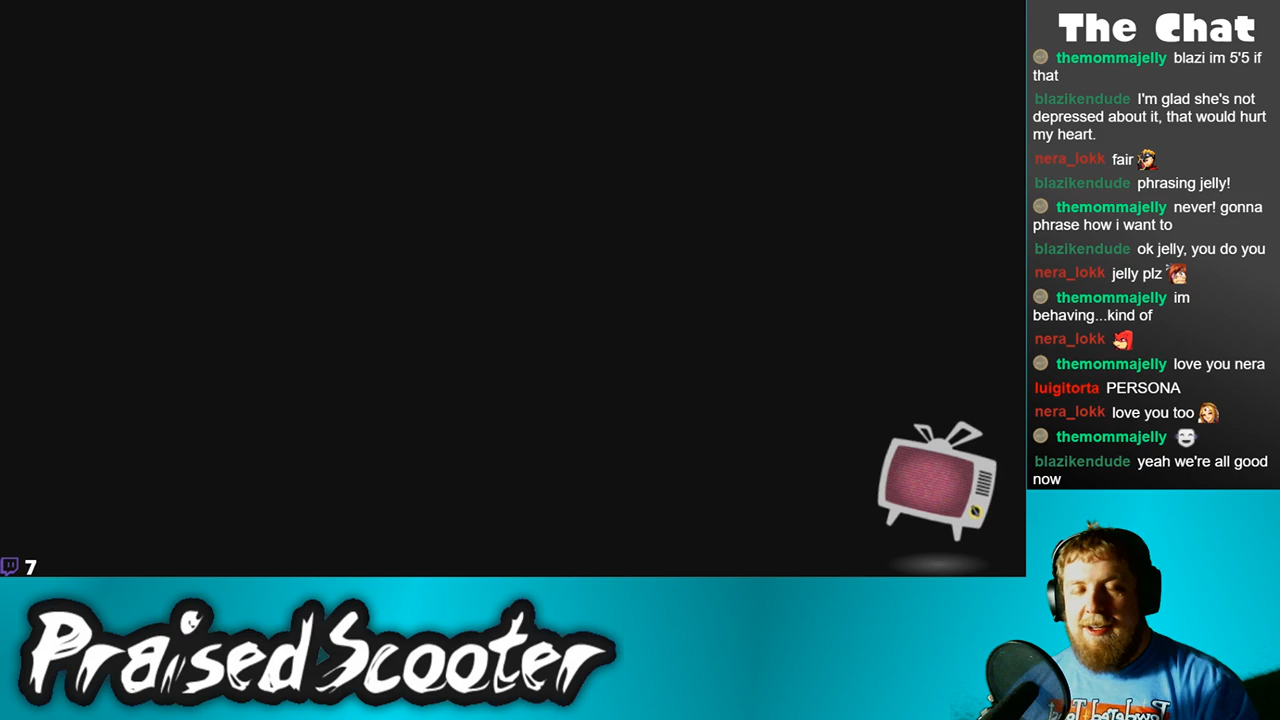 The Chat
themommajelly blazi im 5'5 if
that
blazikendude I'm glad she's not
depressed about it, that would hurt
my heart.
nera_lokk fair
blazikendude phrasing jelly!
themommajelly never! gonna
phrase how i want to
blazikendude ok jelly, you do you
nera_lokk jelly plz
themommajelly im
behaving...kind of
nera_lokk
themommajelly love you nera
luigitorta PERSONA
nera_lokk love you too
themommajelly
blazikendude yeah we're all good
now
7
PraisedScooter